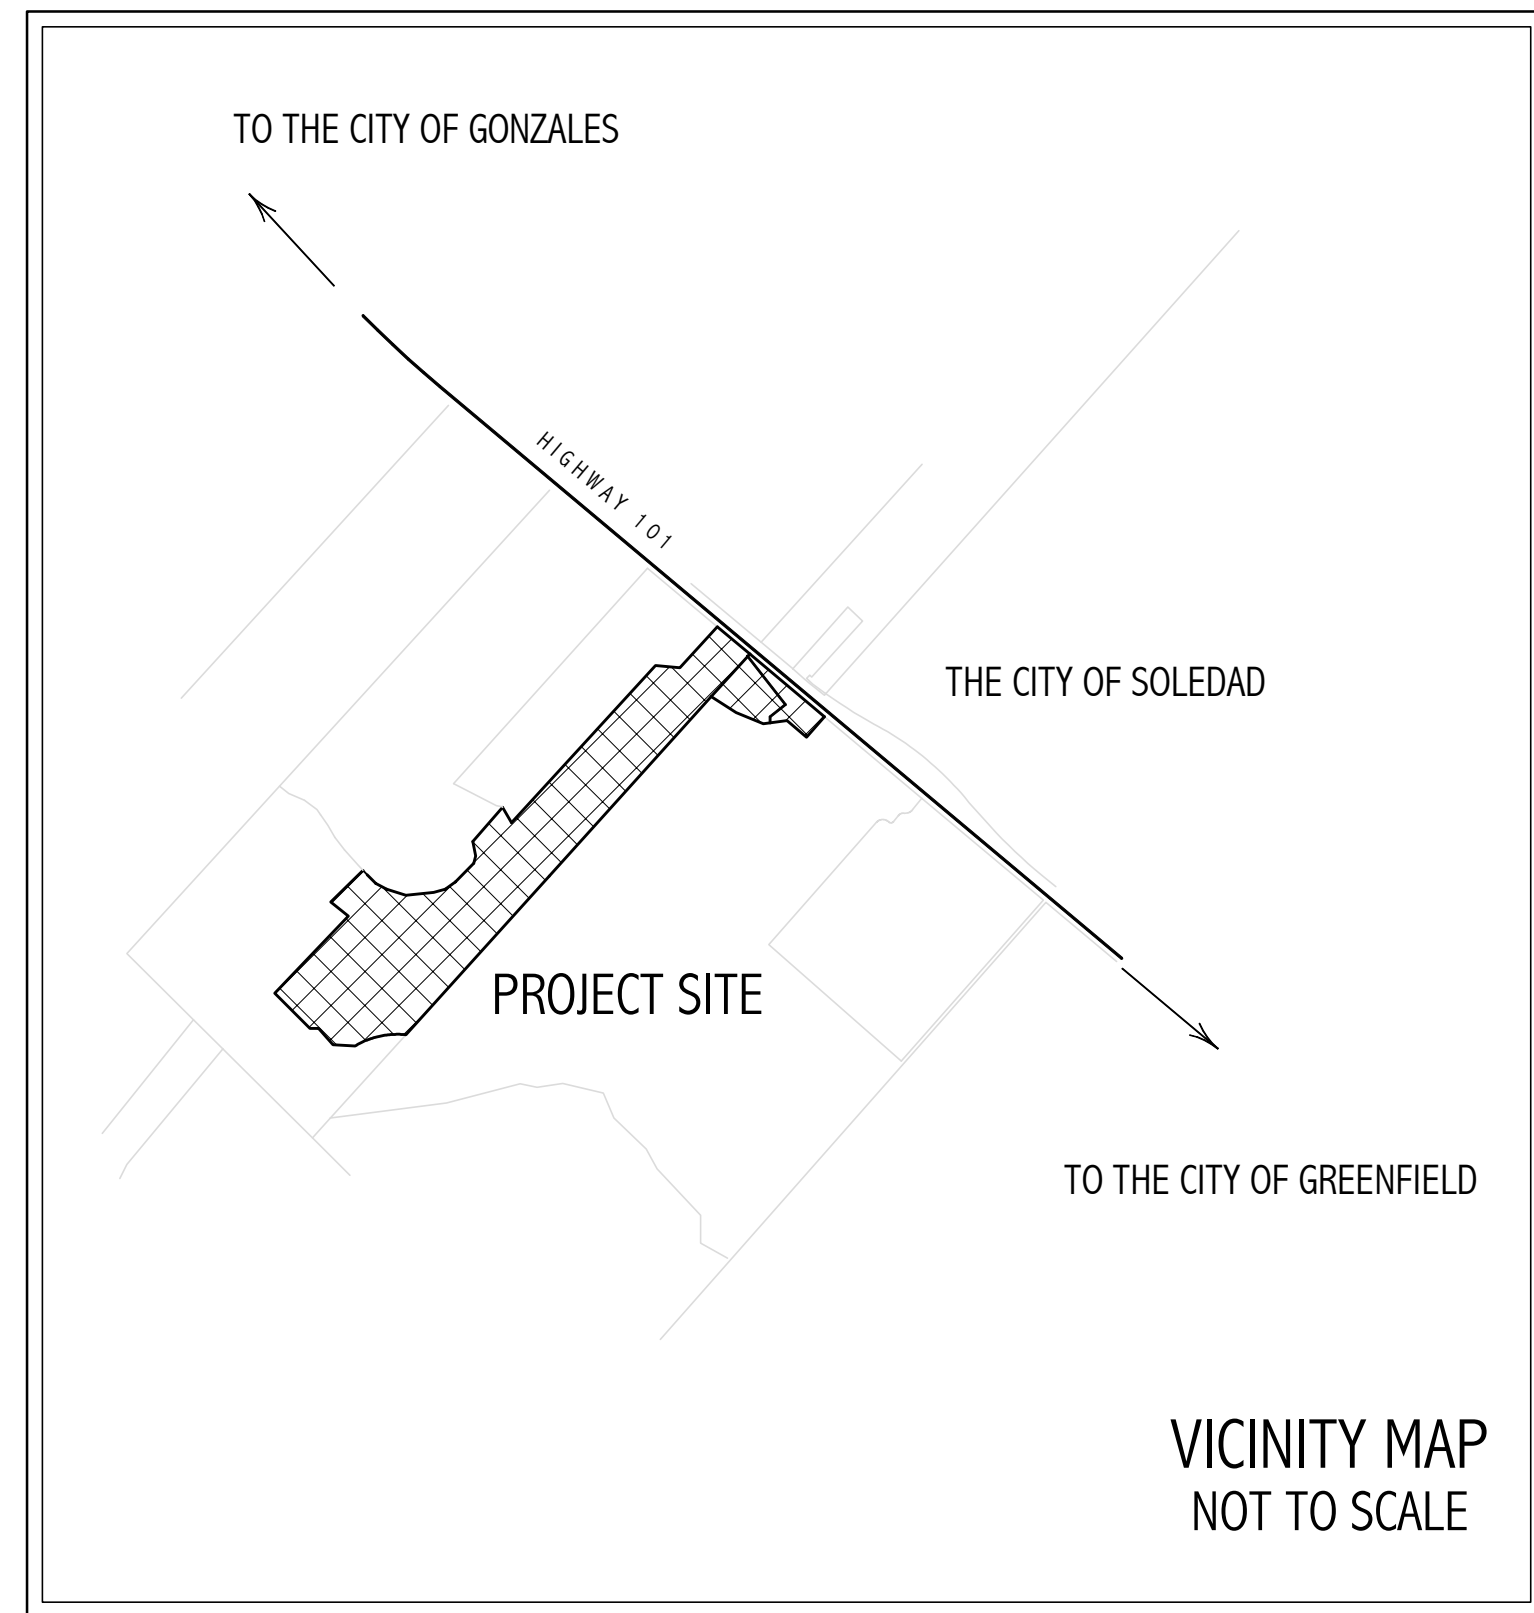 TO THE CITY OF GONZALES
HIGHWAY 101
THE CITY OF SOLEDAD
PROJECT SITE
TO THE CITY OF GREENFIELD
VICINITY MAP
NOT TO SCALE